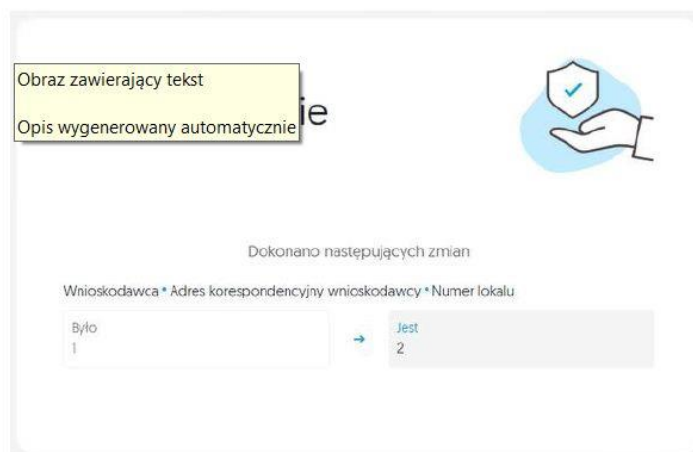 Obraz zawierający tekst
Opis wygenerowany automatycznie
ie
Dokonano następujących zmian
Wnioskodawca • Adres korespondencyjny wnioskodawcy • Numer lokalu
Było
1
Jest
2